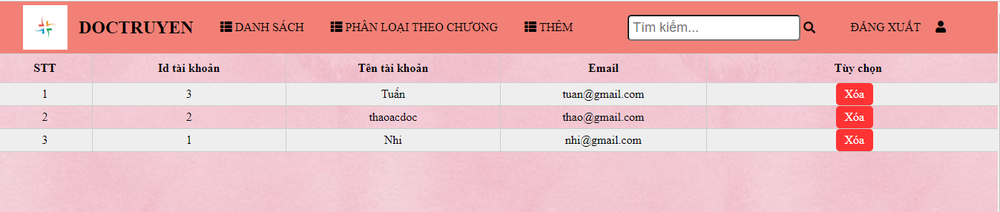 DOCTRUYEN DANH SÁCH PHÂN LOẠI THEO CHƯƠNG THÊM Tìm kiếm... ĐĂNG XUẤT
STT Id tài khoản Tên tài khoản Email Tùy chọn
1 3 Tuấn tuan@gmail.com Xóa
2 2 thaoacdoc thao@gmail.com Xóa
3 1 Nhi nhi@gmail.com Xóa